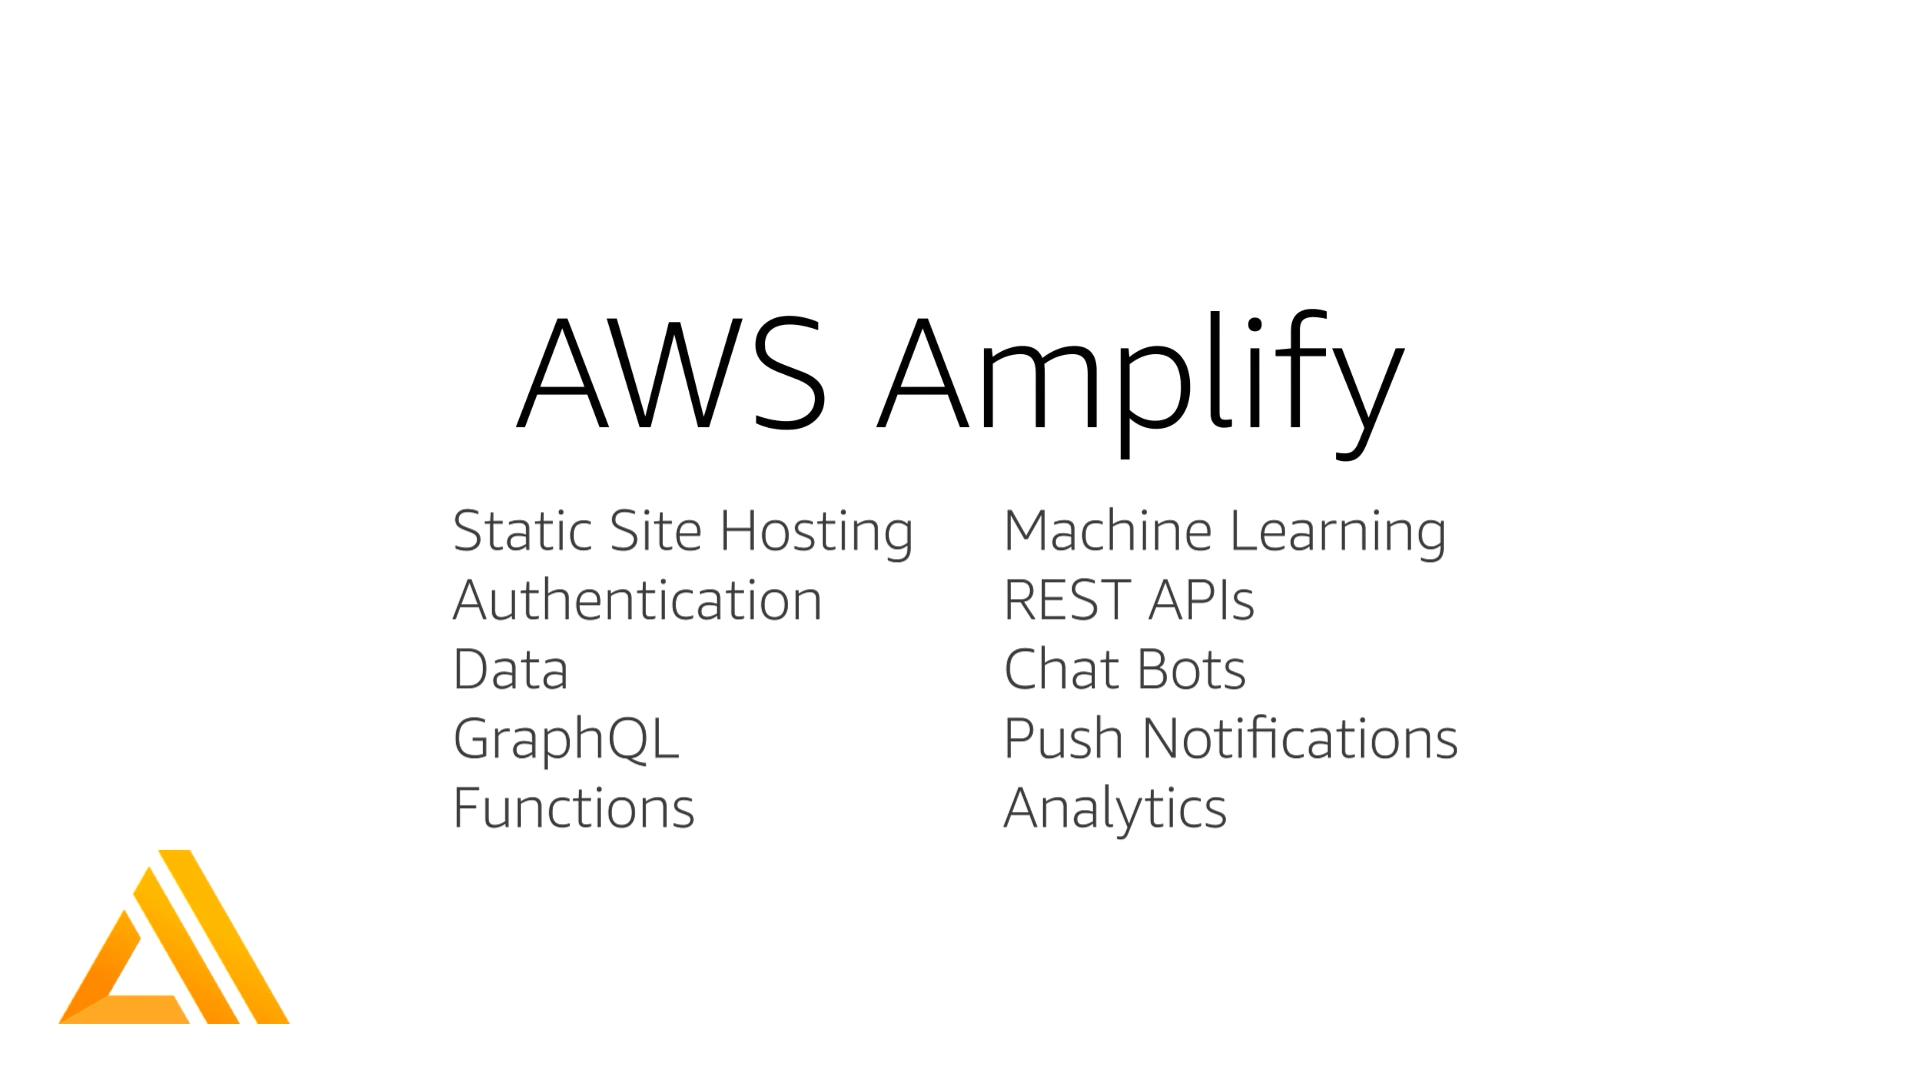 AWS Amplify
Static Site Hosting
Authentication
Data
GraphQL
Functions
Machine Learning
REST APIs
Chat Bots
Push Notifications
Analytics